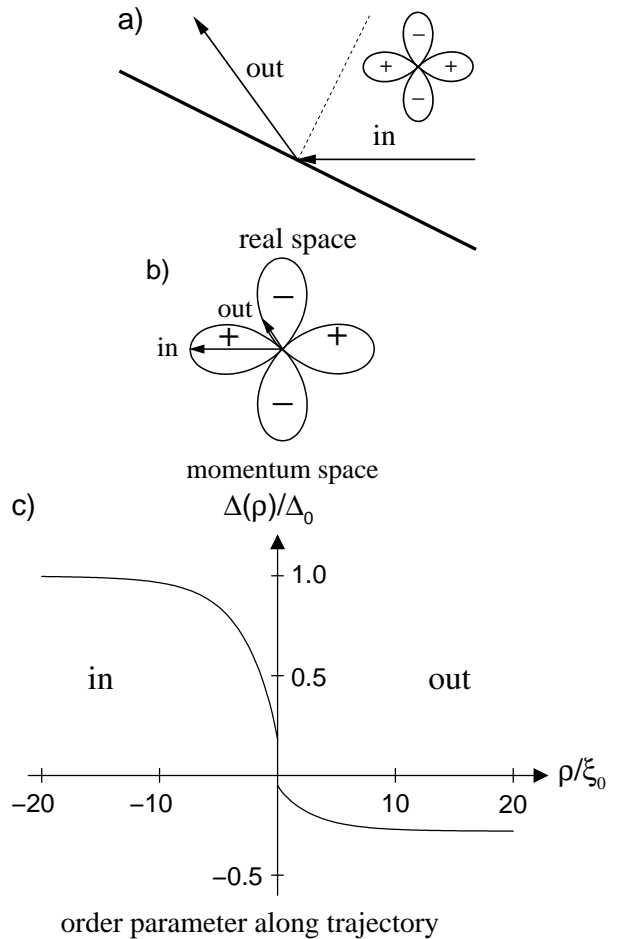 a)
out
−
+ +
−
in
real space
b)
−
out
+ +
in
−
momentum space
c)
Δ(ρ)/Δ₀
1.0
0.5
in out
ρ/ξ₀
−20 −10 10 20
−0.5
order parameter along trajectory